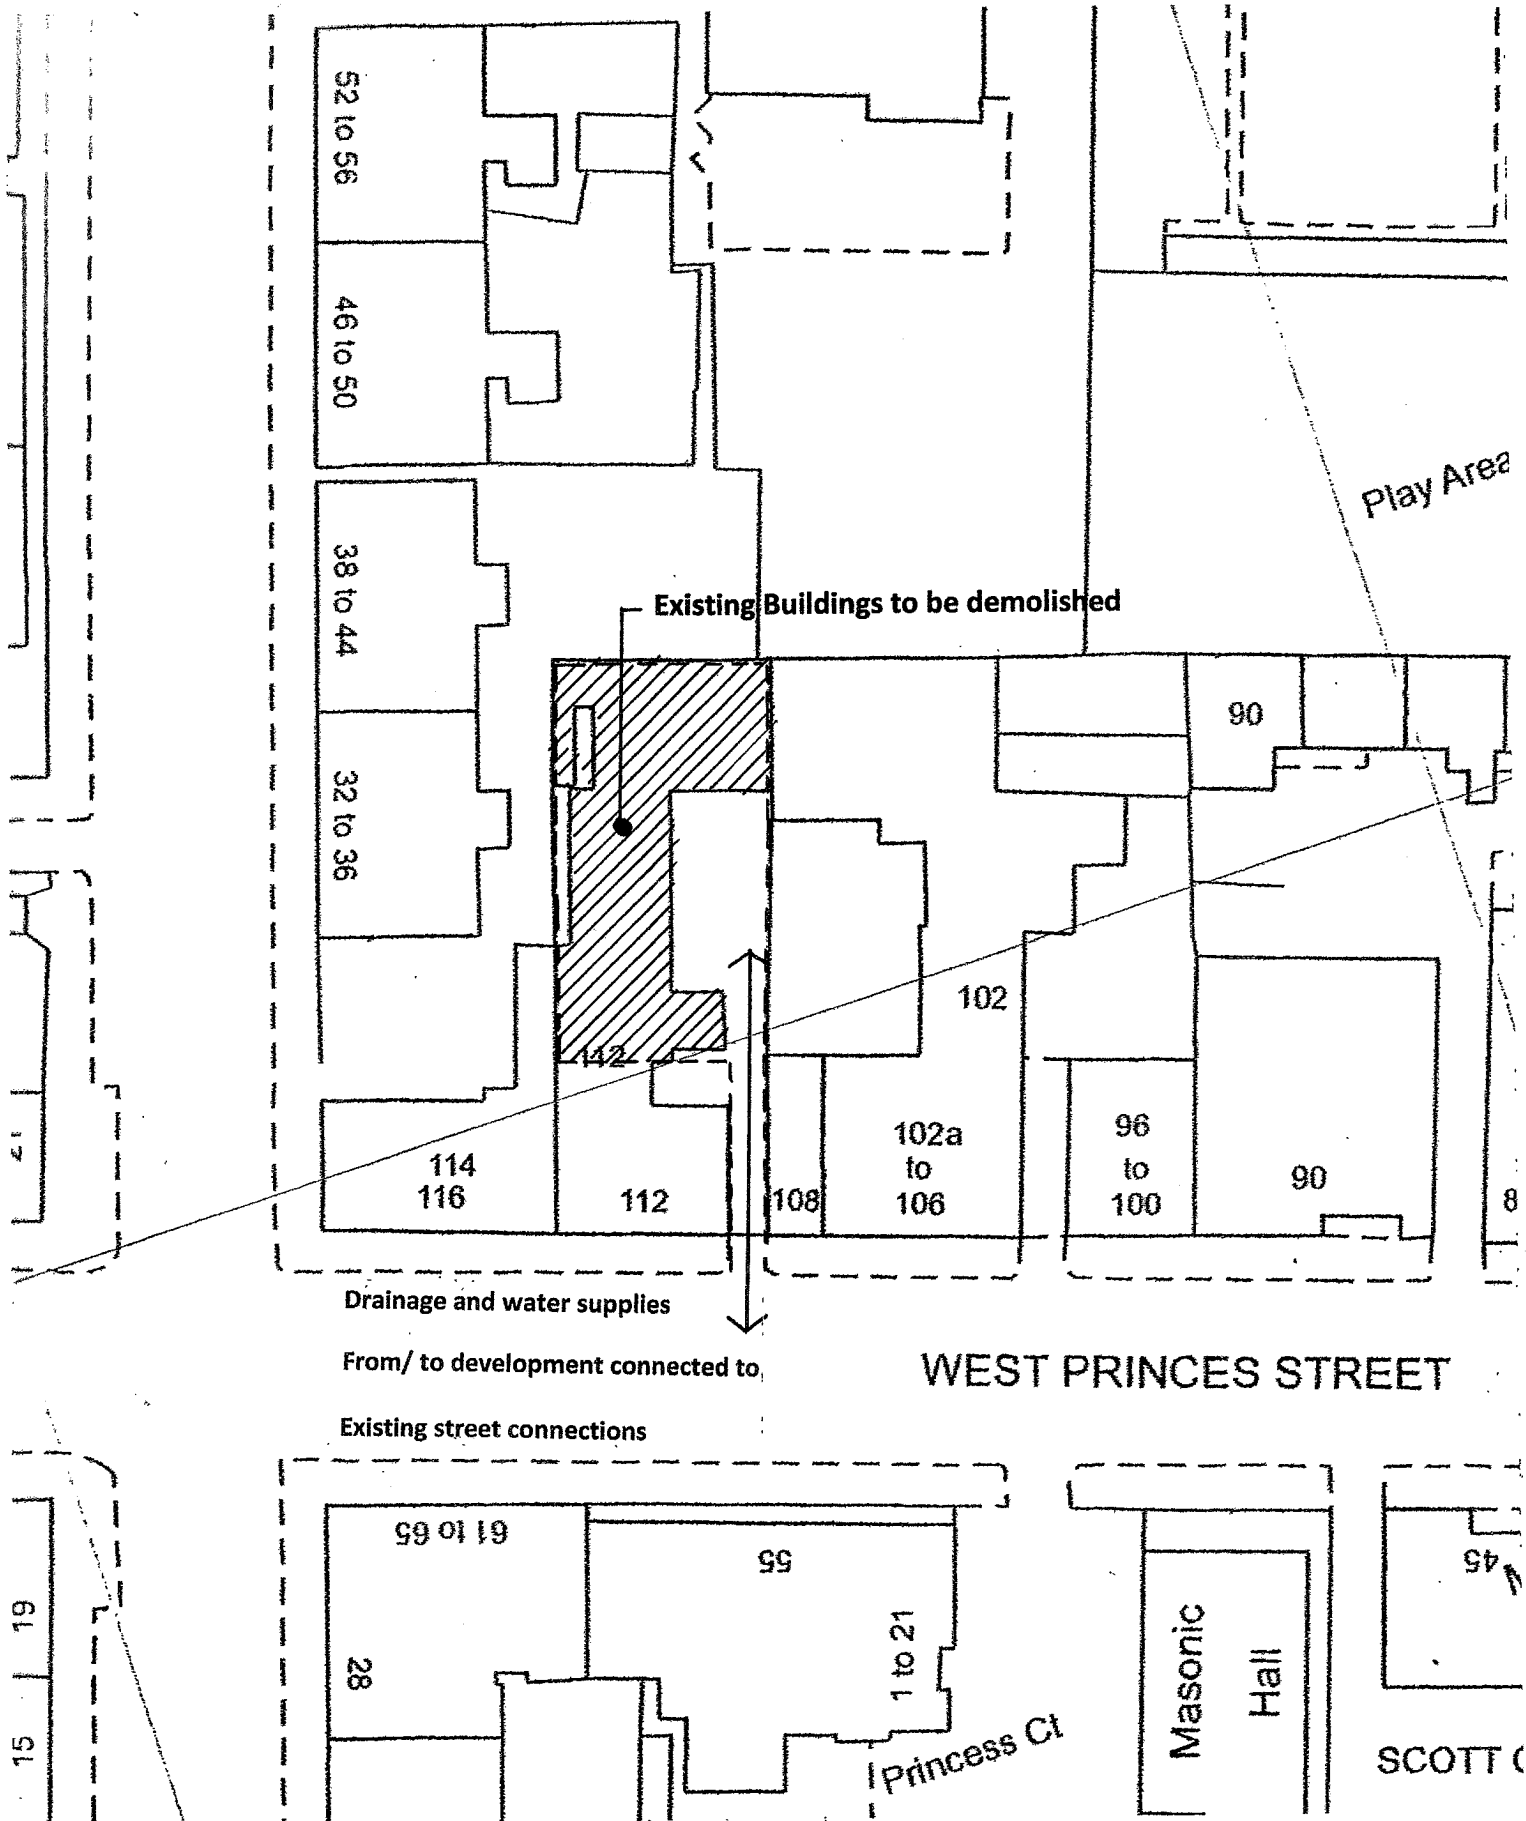 52 to 56
46 to 50
Play Area
38 to 44
Existing Buildings to be demolished
90
32 to 36
102
112
102a
to
106
96
to
100
114
116
112
108
90
8
Drainage and water supplies
From/ to development connected to
WEST PRINCES STREET
Existing street connections
61 to 65
55
45
19
28
1 to 21
Masonic
Hall
15
Princess Ct
SCOTT C